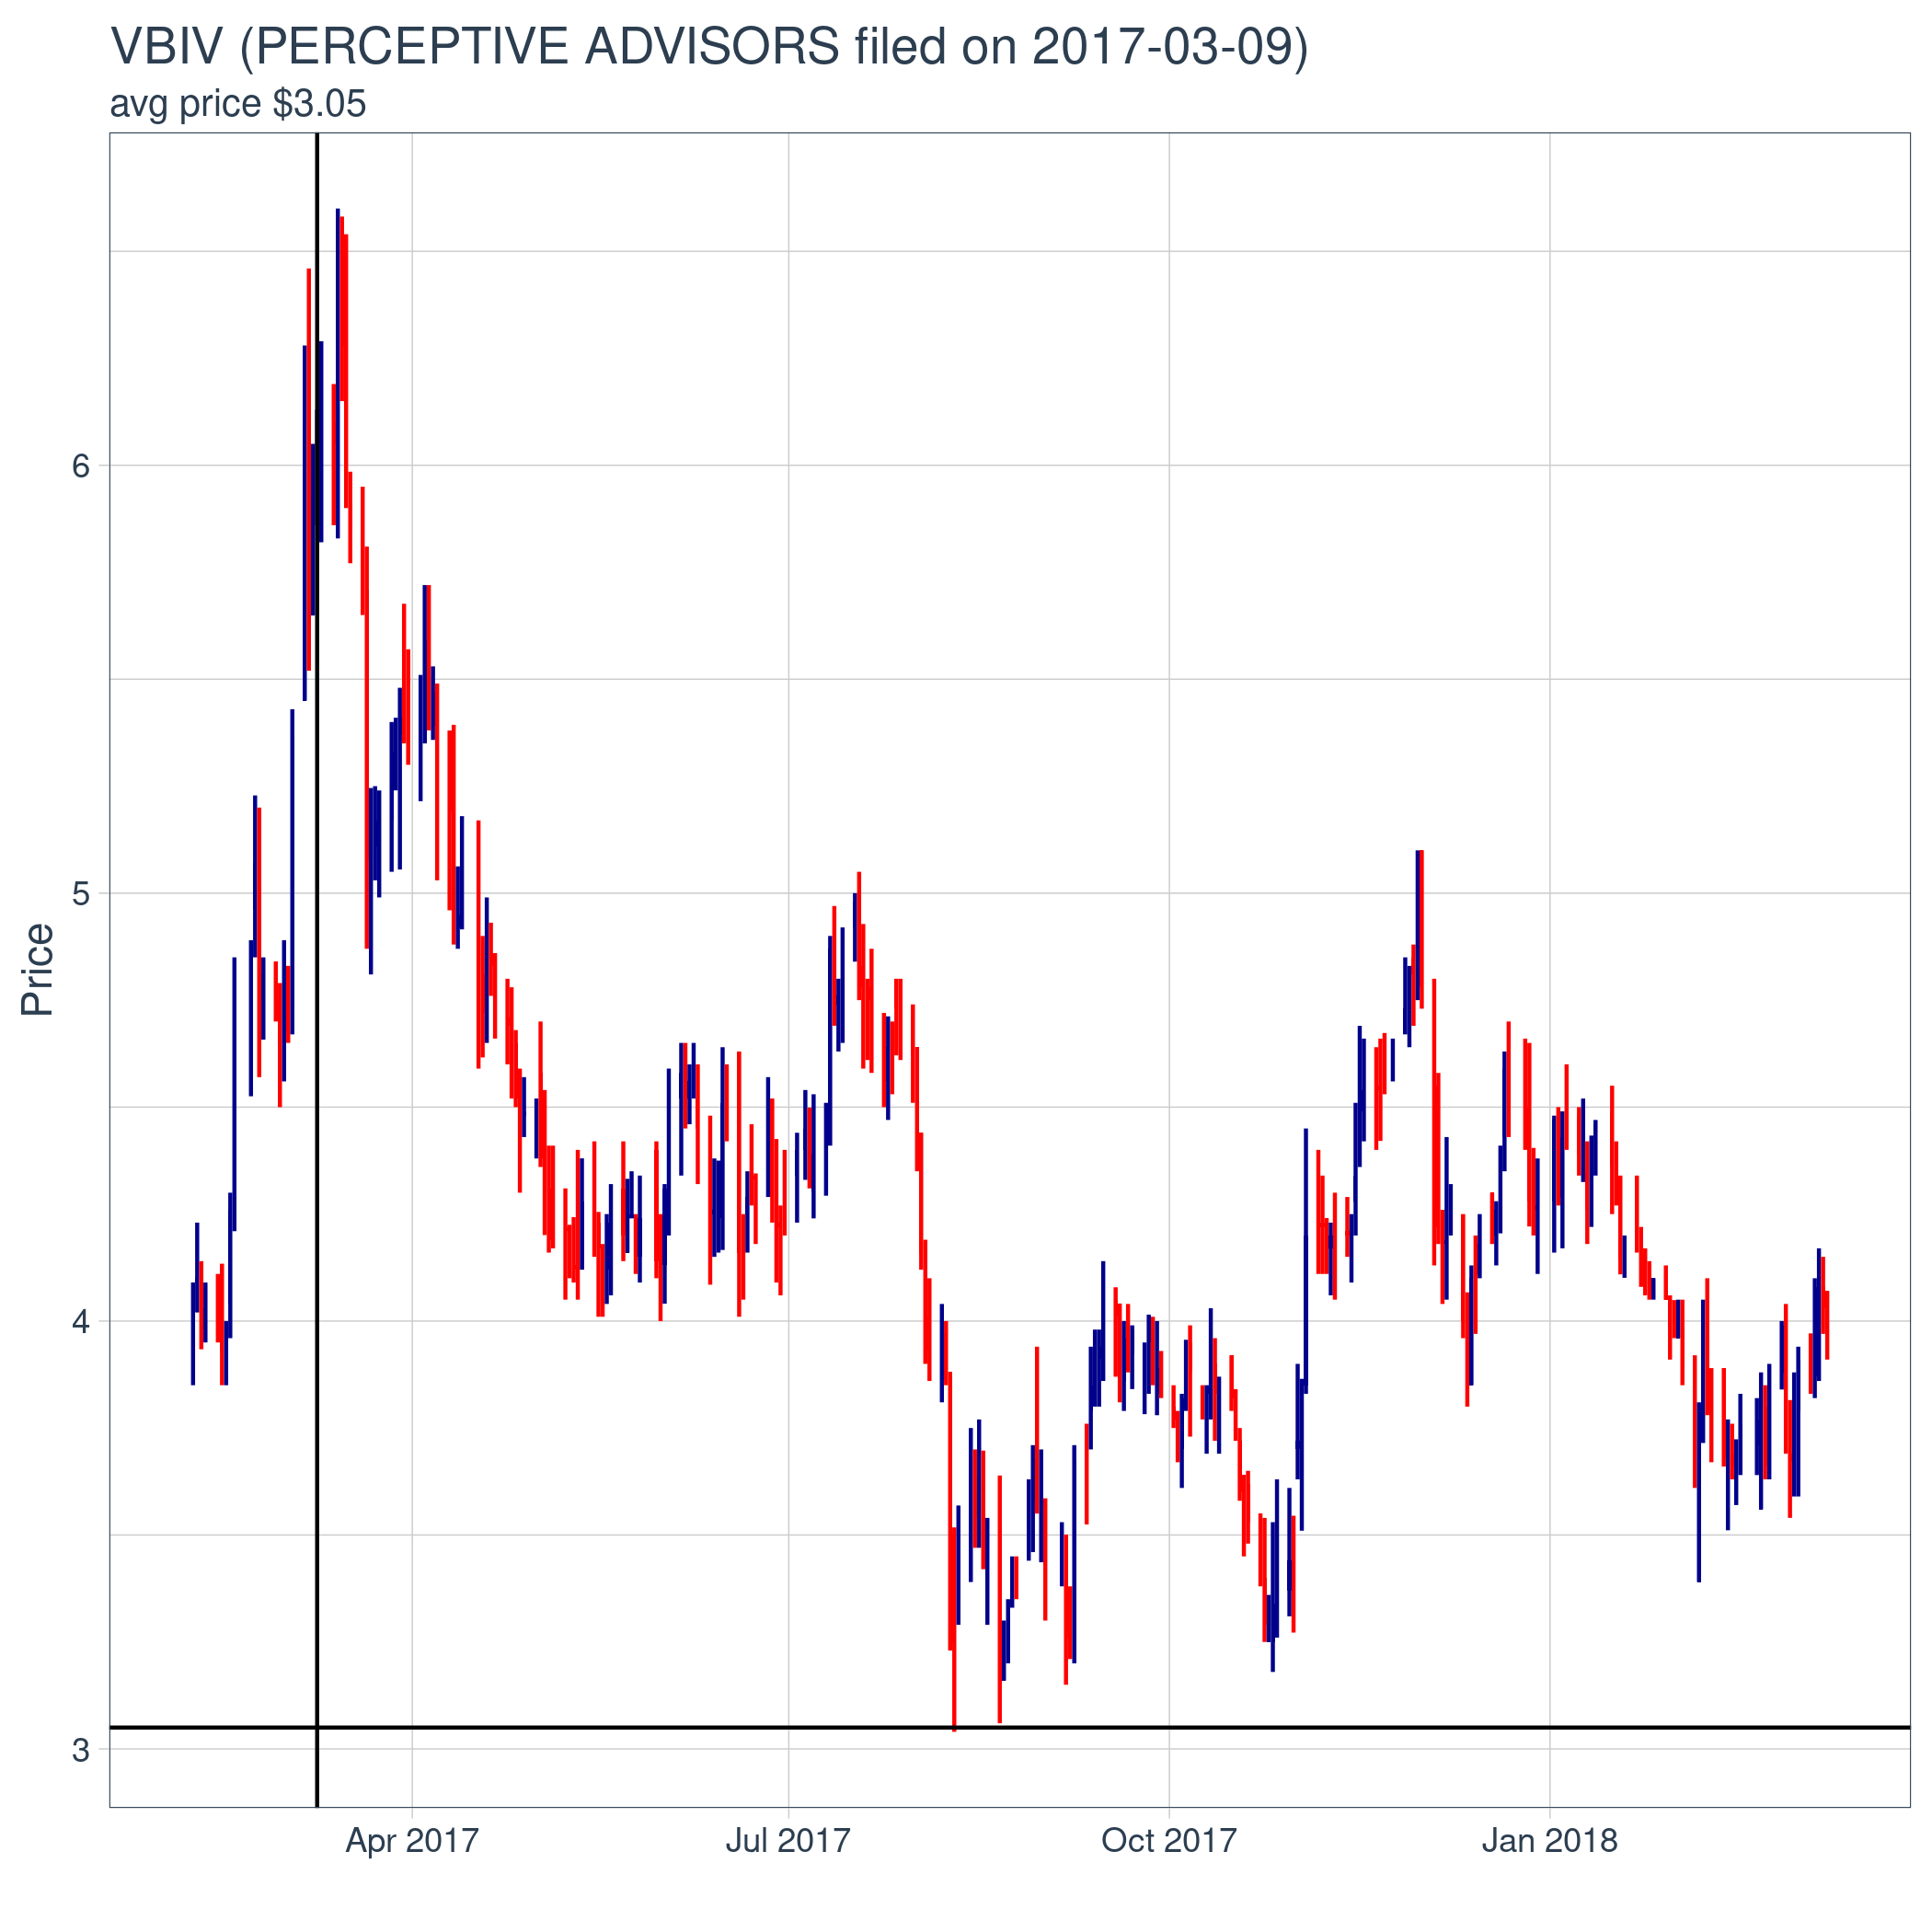 VBIV (PERCEPTIVE ADVISORS filed on 2017-03-09)
avg price $3.05
Price
6
5
4
3
Apr 2017
Jul 2017
Oct 2017
Jan 2018